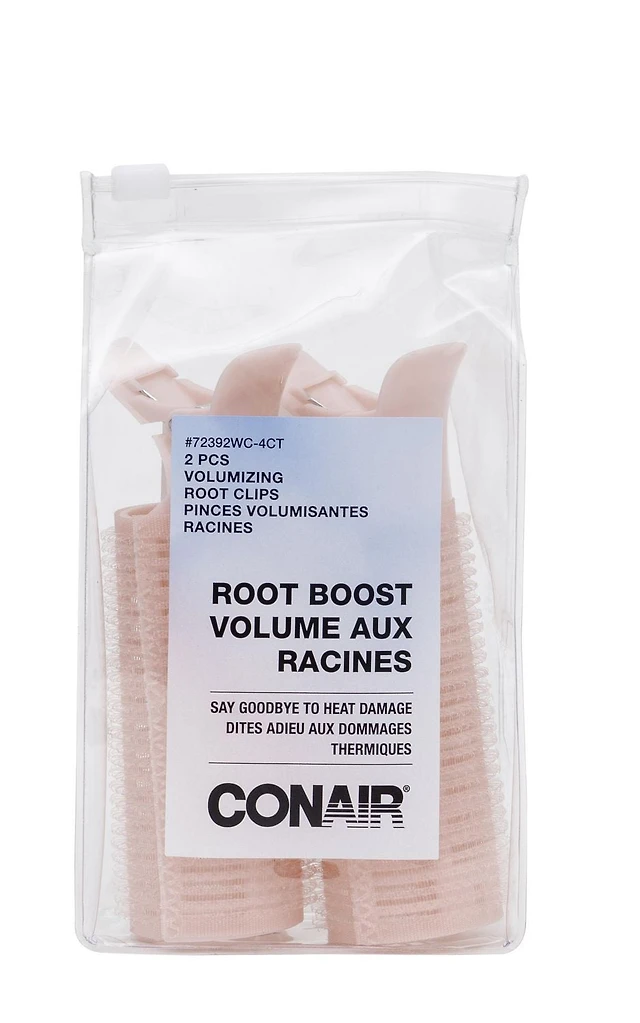 #72392WC-4CT
2 PCS
VOLUMIZING
ROOT CLIPS
PINCES VOLUMISANTES
RACINES
ROOT BOOST
VOLUME AUX
RACINES
SAY GOODBYE TO HEAT DAMAGE
DITES ADIEU AUX DOMMAGES
THERMIQUES
CONAIR®